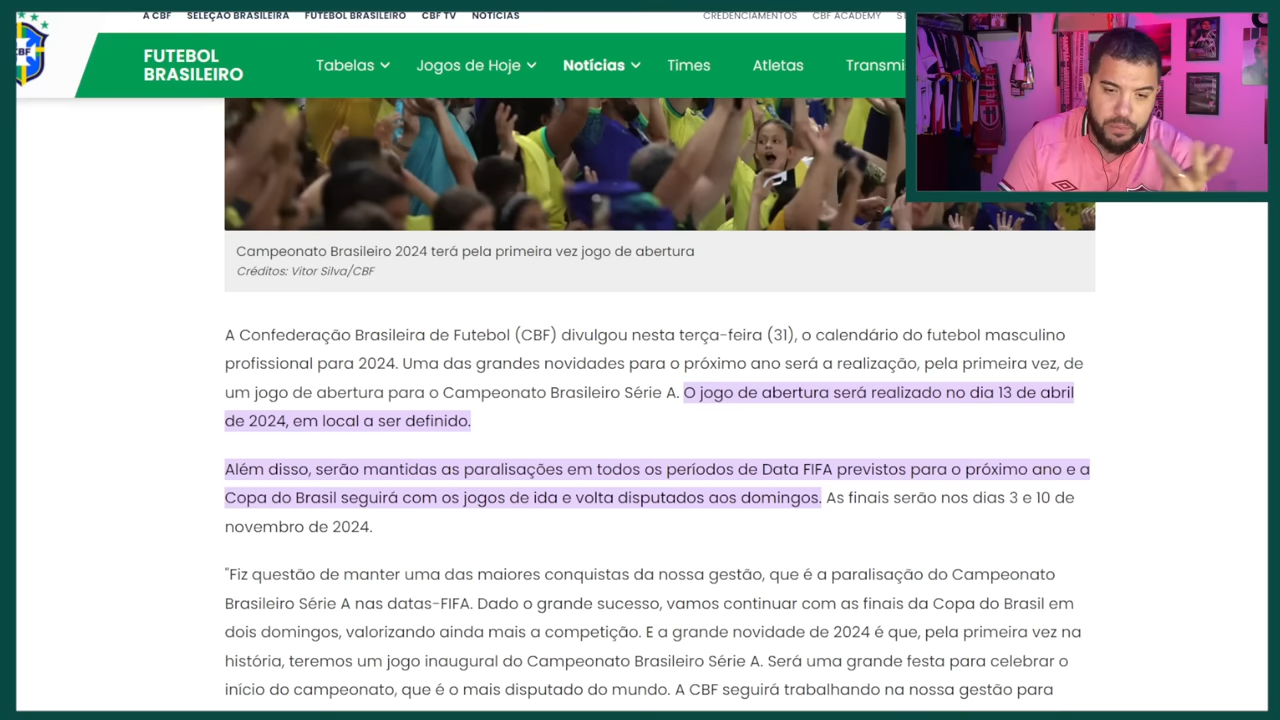 A CBF SELEÇÃO BRASILEIRA FUTEBOL BRASILEIRO CBF TV NOTÍCIAS CREDENCIAMENTOS CBF ACADEMY
CBF
FUTEBOL
BRASILEIRO
Tabelas Jogos de Hoje Notícias Times Atletas Transmi
VELEZ
Campeonato Brasileiro 2024 terá pela primeira vez jogo de abertura
Créditos: Vitor Silva/CBF
A Confederação Brasileira de Futebol (CBF) divulgou nesta terça-feira (31), o calendário do futebol masculino
profissional para 2024. Uma das grandes novidades para o próximo ano será a realização, pela primeira vez, de
um jogo de abertura para o Campeonato Brasileiro Série A. O jogo de abertura será realizado no dia 13 de abril
de 2024, em local a ser definido.
Além disso, serão mantidas as paralisações em todos os períodos de Data FIFA previstos para o próximo ano e a
Copa do Brasil seguirá com os jogos de ida e volta disputados aos domingos. As finais serão nos dias 3 e 10 de
novembro de 2024.
"Fiz questão de manter uma das maiores conquistas da nossa gestão, que é a paralisação do Campeonato
Brasileiro Série A nas datas-FIFA. Dado o grande sucesso, vamos continuar com as finais da Copa do Brasil em
dois domingos, valorizando ainda mais a competição. E a grande novidade de 2024 é que, pela primeira vez na
história, teremos um jogo inaugural do Campeonato Brasileiro Série A. Será uma grande festa para celebrar o
início do campeonato, que é o mais disputado do mundo. A CBF seguirá trabalhando na nossa gestão para